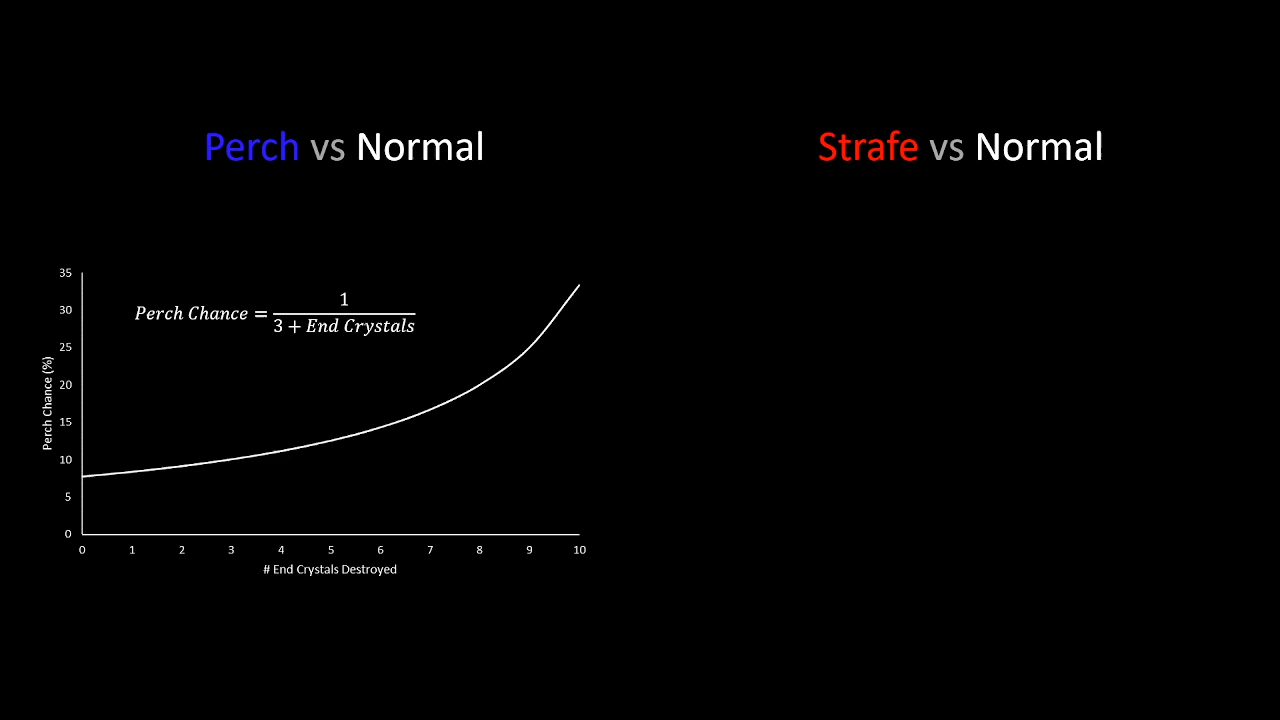 Perch vs Normal
Strafe vs Normal
Perch Chance = 1 / (3 + End Crystals)
Perch Chance (%)
35
30
25
20
15
10
5
0
0 1 2 3 4 5 6 7 8 9 10
# End Crystals Destroyed